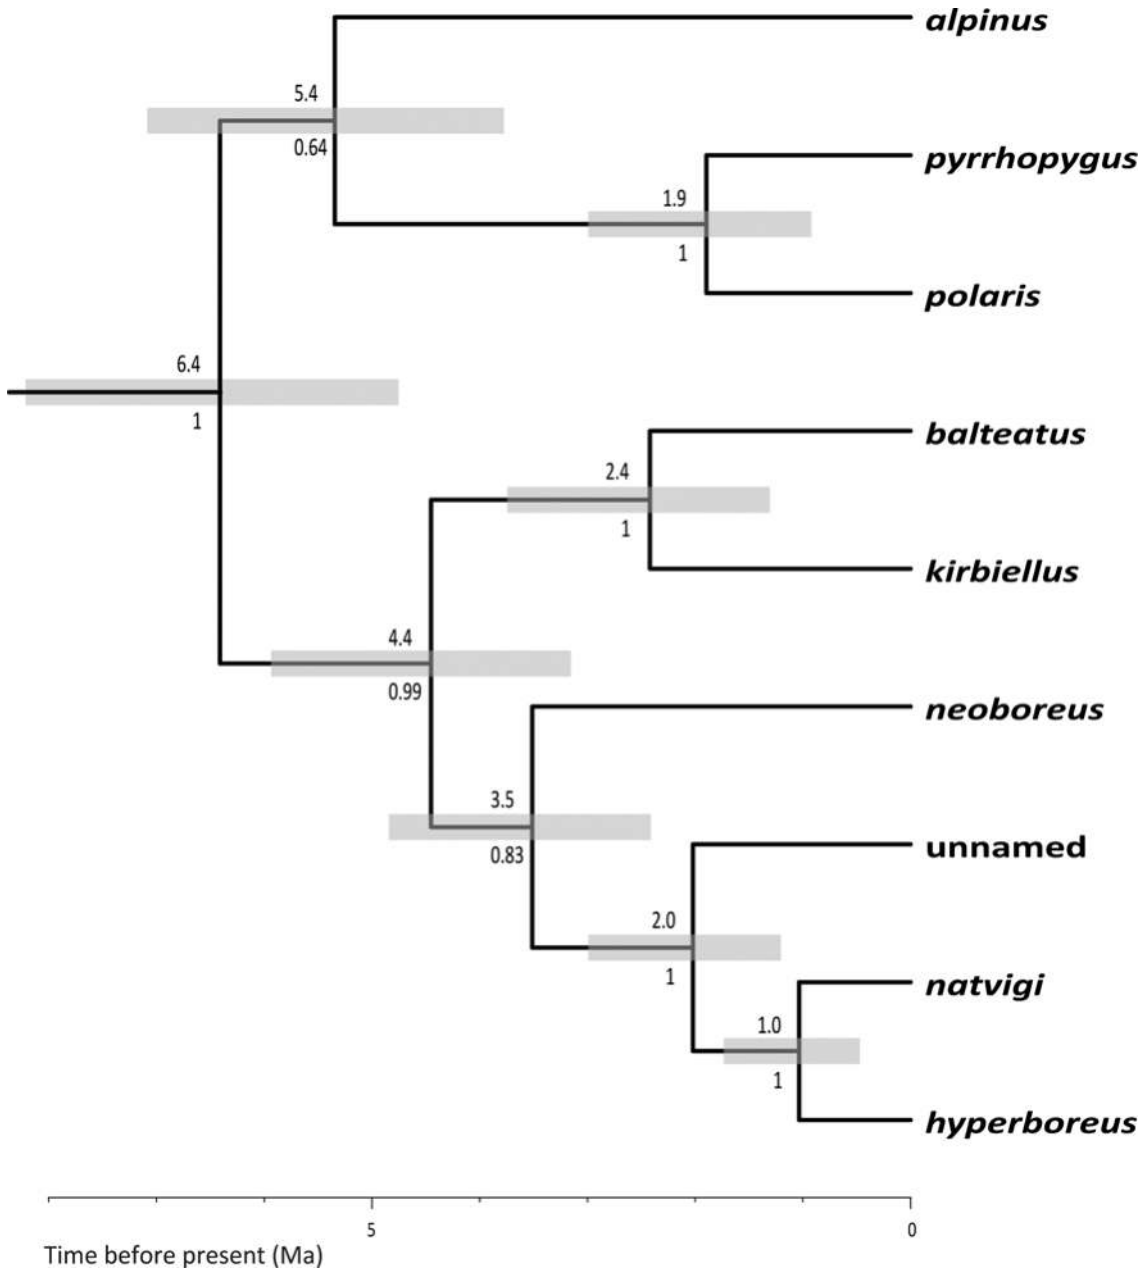 alpinus
5.4
0.64
pyrrhopygus
1.9
1
polaris
6.4
1
balteatus
2.4
1
kirbiellus
4.4
0.99
neoboreus
3.5
0.83
unnamed
2.0
1
natvigi
1.0
1
hyperboreus
5 0
Time before present (Ma)